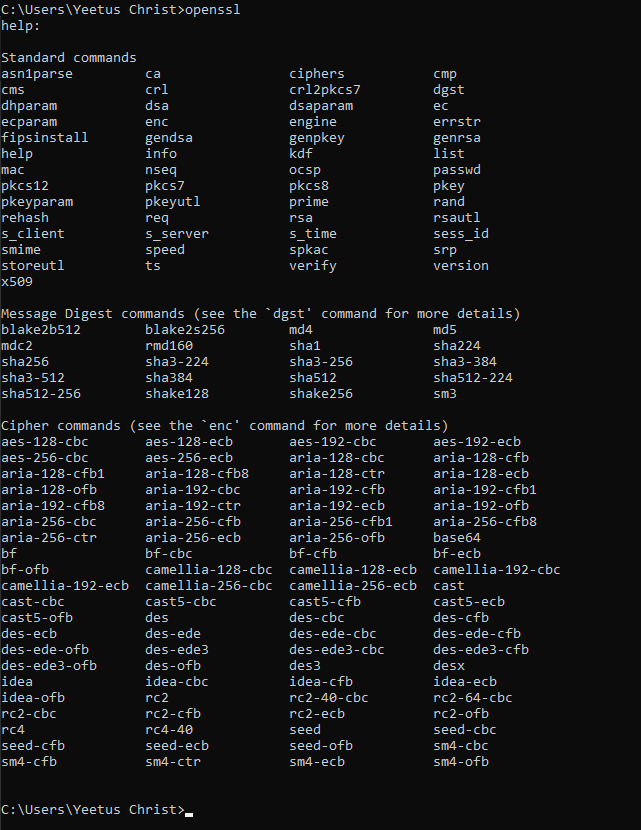 C:\Users\Yeetus Christ>openssl
help:

Standard commands
asn1parse         ca                ciphers           cmp
cms               crl               crl2pkcs7         dgst
dhparam           dsa               dsaparam          ec
ecparam           enc               engine            errstr
fipsinstall       gendsa            genpkey           genrsa
help              info              kdf               list
mac               nseq              ocsp              passwd
pkcs12            pkcs7             pkcs8             pkey
pkeyparam         pkeyutl           prime             rand
rehash            req               rsa               rsautl
s_client          s_server          s_time            sess_id
smime             speed             spkac             srp
storeutl          ts                verify            version
x509

Message Digest commands (see the `dgst' command for more details)
blake2b512        blake2s256        md4               md5
mdc2              rmd160            sha1              sha224
sha256            sha3-224          sha3-256          sha3-384
sha3-512          sha384            sha512            sha512-224
sha512-256        shake128          shake256          sm3

Cipher commands (see the `enc' command for more details)
aes-128-cbc       aes-128-ecb       aes-192-cbc       aes-192-ecb
aes-256-cbc       aes-256-ecb       aria-128-cbc      aria-128-cfb
aria-128-cfb1     aria-128-cfb8     aria-128-ctr      aria-128-ecb
aria-128-ofb      aria-192-cbc      aria-192-cfb      aria-192-cfb1
aria-192-cfb8     aria-192-ctr      aria-192-ecb      aria-192-ofb
aria-256-cbc      aria-256-cfb      aria-256-cfb1     aria-256-cfb8
aria-256-ctr      aria-256-ecb      aria-256-ofb      base64
bf                bf-cbc            bf-cfb            bf-ecb
bf-ofb            camellia-128-cbc  camellia-128-ecb  camellia-192-cbc
camellia-192-ecb  camellia-256-cbc  camellia-256-ecb  cast
cast-cbc          cast5-cbc         cast5-cfb         cast5-ecb
cast5-ofb         des               des-cbc           des-cfb
des-ecb           des-ede           des-ede-cbc       des-ede-cfb
des-ede-ofb       des-ede3          des-ede3-cbc      des-ede3-cfb
des-ede3-ofb      des-ofb           des3              desx
idea              idea-cbc          idea-cfb          idea-ecb
idea-ofb          rc2               rc2-40-cbc        rc2-64-cbc
rc2-cbc           rc2-cfb           rc2-ecb           rc2-ofb
rc4               rc4-40            seed              seed-cbc
seed-cfb          seed-ecb          seed-ofb          sm4-cbc
sm4-cfb           sm4-ctr           sm4-ecb           sm4-ofb

C:\Users\Yeetus Christ>